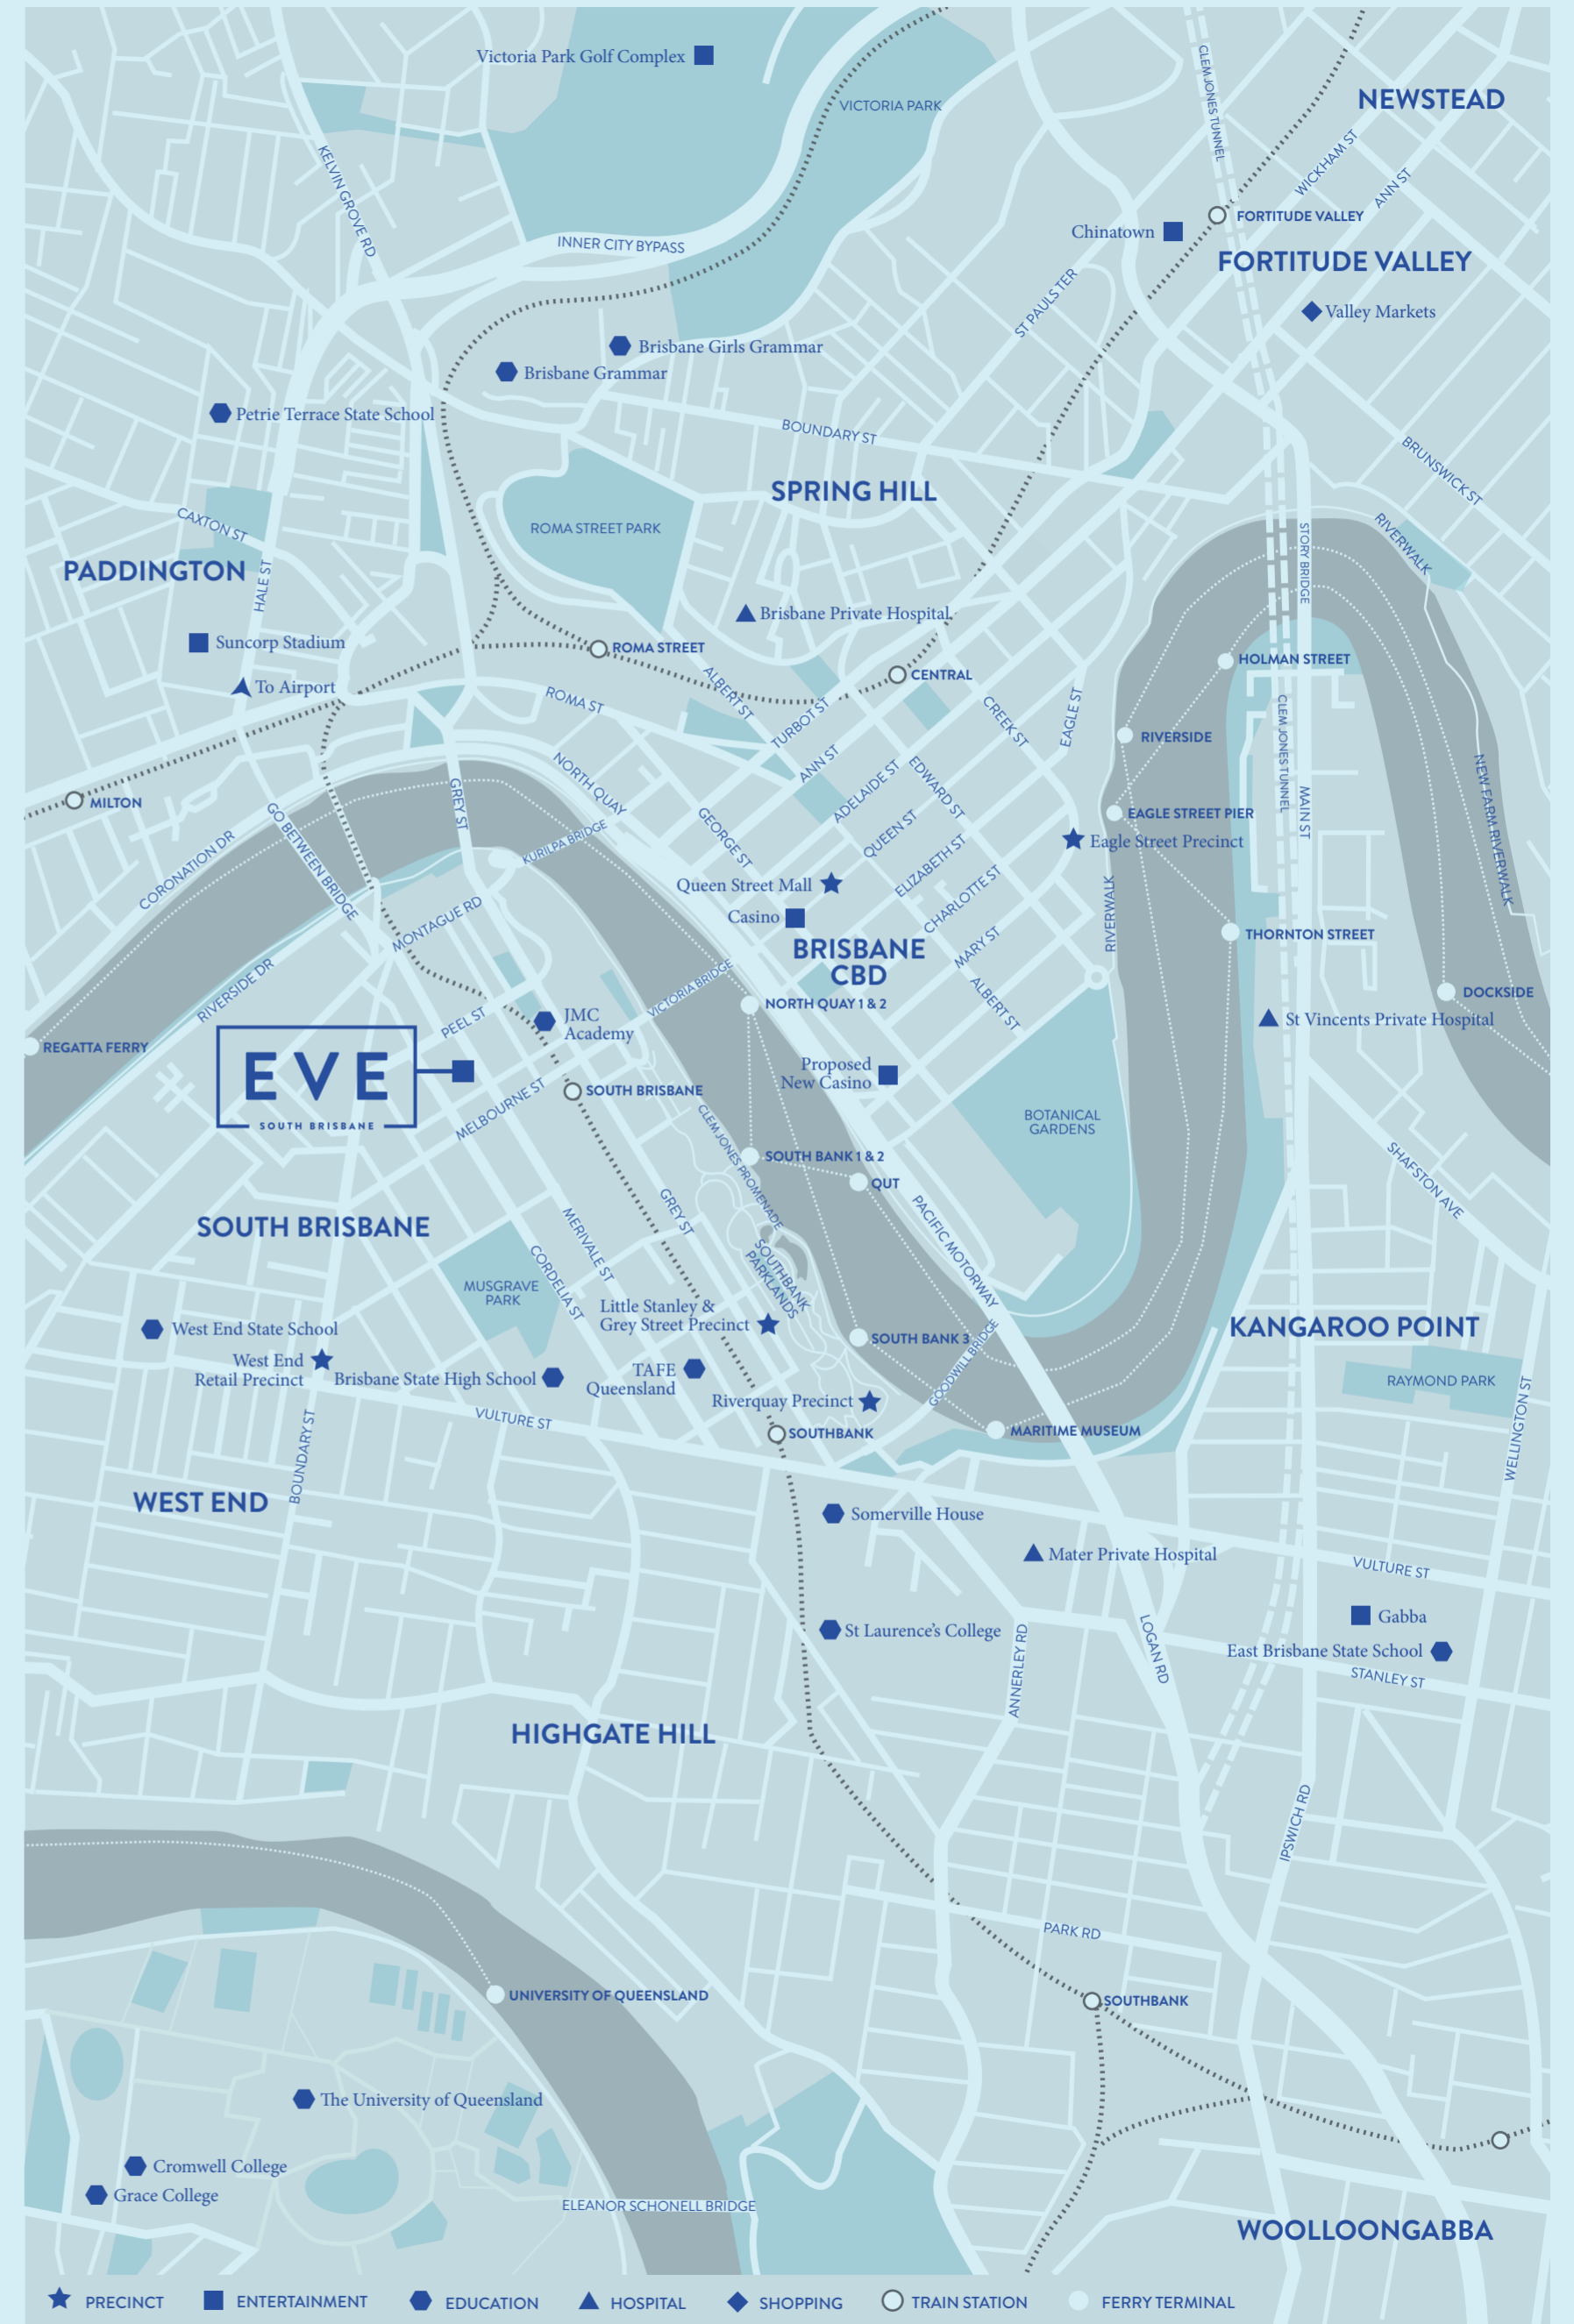 Victoria Park Golf Complex
VICTORIA PARK
CLEM JONES TUNNEL
NEWSTEAD
WICKHAM ST
ANN ST
KELVIN GROVE RD
INNER CITY BYPASS
FORTITUDE VALLEY
Chinatown
FORTITUDE VALLEY
ST PAULS TER
Valley Markets
Brisbane Girls Grammar
Brisbane Grammar
Petrie Terrace State School
BOUNDARY ST
BRUNSWICK ST
SPRING HILL
CAXTON ST
ROMA STREET PARK
STORY BRIDGE
RIVERWALK
PADDINGTON
HALE ST
Brisbane Private Hospital
Suncorp Stadium
ROMA STREET
HOLMAN STREET
CENTRAL
To Airport
ROMA ST
ALBERT ST
TURBOT ST
CREEK ST
EAGLE ST
RIVERSIDE
CLEM JONES TUNNEL
ANN ST
NORTH QUAY
ADELAIDE ST
EDWARD ST
MILTON
GREY ST
EAGLE STREET PIER
MAIN ST
NEW FARM RIVERWALK
GO BETWEEN BRIDGE
KURILPA BRIDGE
GEORGE ST
QUEEN ST
Eagle Street Precinct
CORONATION DR
ELIZABETH ST
Queen Street Mall
CHARLOTTE ST
Casino
MONTAGUE RD
RIVERWALK
THORNTON STREET
BRISBANE
CBD
MARY ST
RIVERSIDE DR
VICTORIA BRIDGE
ALBERT ST
DOCKSIDE
NORTH QUAY 1 & 2
JMC
Academy
PEEL ST
St Vincents Private Hospital
REGATTA FERRY
EVE
SOUTH BRISBANE
Proposed
New Casino
SOUTH BRISBANE
MELBOURNE ST
BOTANICAL
GARDENS
CLEM JONES PROMENADE
SOUTH BANK 1 & 2
QUT
SHAFSTON AVE
SOUTH BRISBANE
GREY ST
PACIFIC MOTORWAY
MERIVALE ST
CORDELIA ST
SOUTHBANK
PARKLANDS
MUSGRAVE
PARK
Little Stanley &
Grey Street Precinct
West End State School
SOUTH BANK 3
GOODWILL BRIDGE
KANGAROO POINT
West End
Retail Precinct
Brisbane State High School
TAFE
Queensland
RAYMOND PARK
Riverquay Precinct
WELLINGTON ST
VULTURE ST
SOUTHBANK
MARITIME MUSEUM
BOUNDARY ST
WEST END
Somerville House
Mater Private Hospital
VULTURE ST
Gabba
St Laurence's College
ANNERLEY RD
LOGAN RD
East Brisbane State School
STANLEY ST
HIGHGATE HILL
IPSWICH RD
PARK RD
UNIVERSITY OF QUEENSLAND
SOUTHBANK
The University of Queensland
Cromwell College
Grace College
ELEANOR SCHONELL BRIDGE
WOOLLOONGABBA
PRECINCT
ENTERTAINMENT
EDUCATION
HOSPITAL
SHOPPING
TRAIN STATION
FERRY TERMINAL